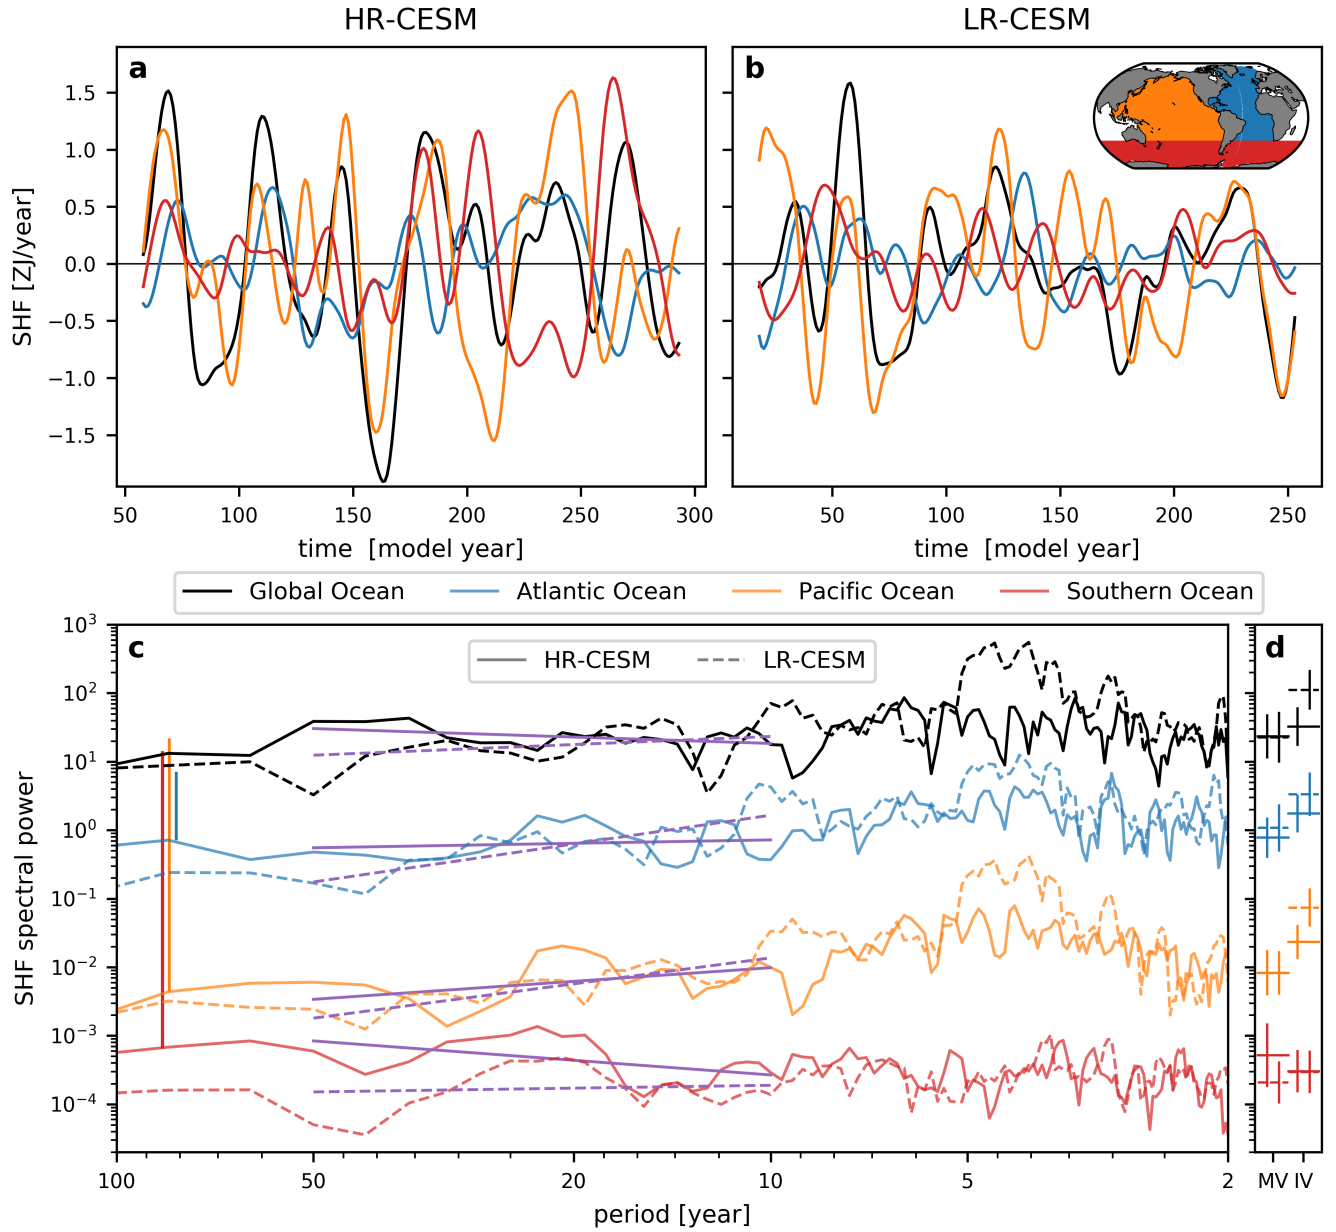 HR-CESM
LR-CESM
a
b
SHF [ZJ/year]
1.5
1.0
0.5
0.0
−0.5
−1.0
−1.5
50
100
150
200
250
300
50
100
150
200
250
time [model year]
time [model year]
Global Ocean
Atlantic Ocean
Pacific Ocean
Southern Ocean
c
HR-CESM
LR-CESM
d
SHF spectral power
10³
10²
10¹
10⁰
10⁻¹
10⁻²
10⁻³
10⁻⁴
100
50
20
10
5
2
MV
IV
period [year]